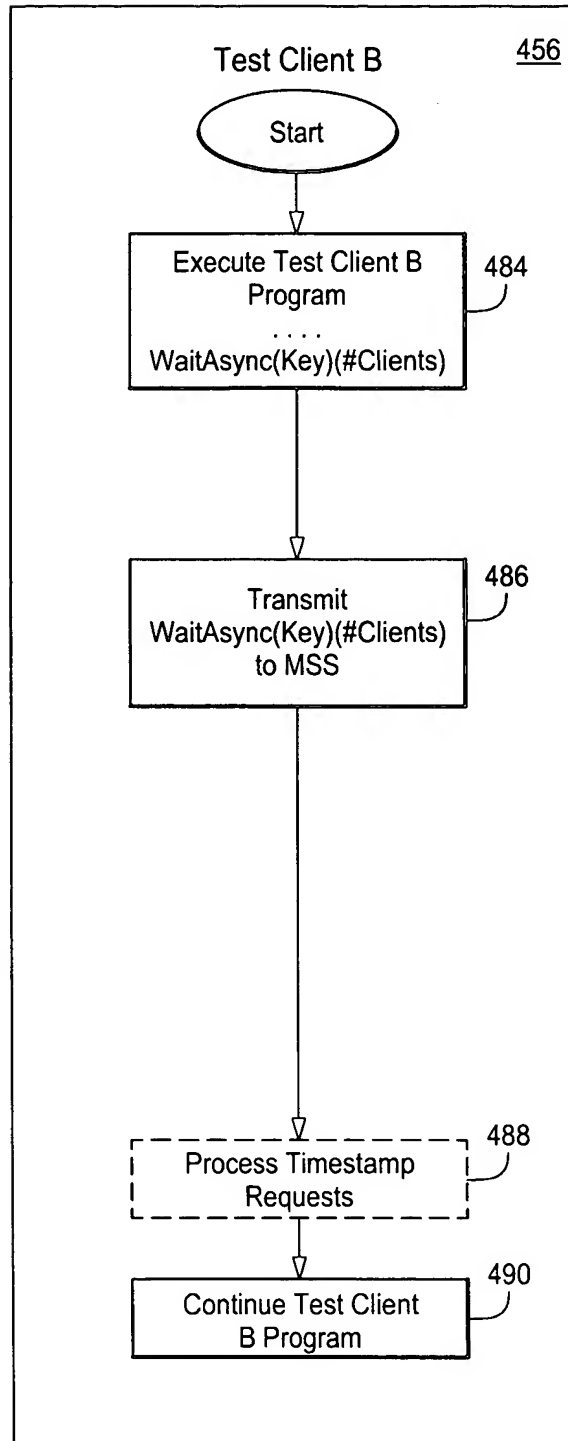 Test Client B
456
Start
Execute Test Client B
Program
. . . .
WaitAsync(Key)(#Clients)
484
Transmit
WaitAsync(Key)(#Clients)
to MSS
486
Process Timestamp
Requests
488
Continue Test Client
B Program
490